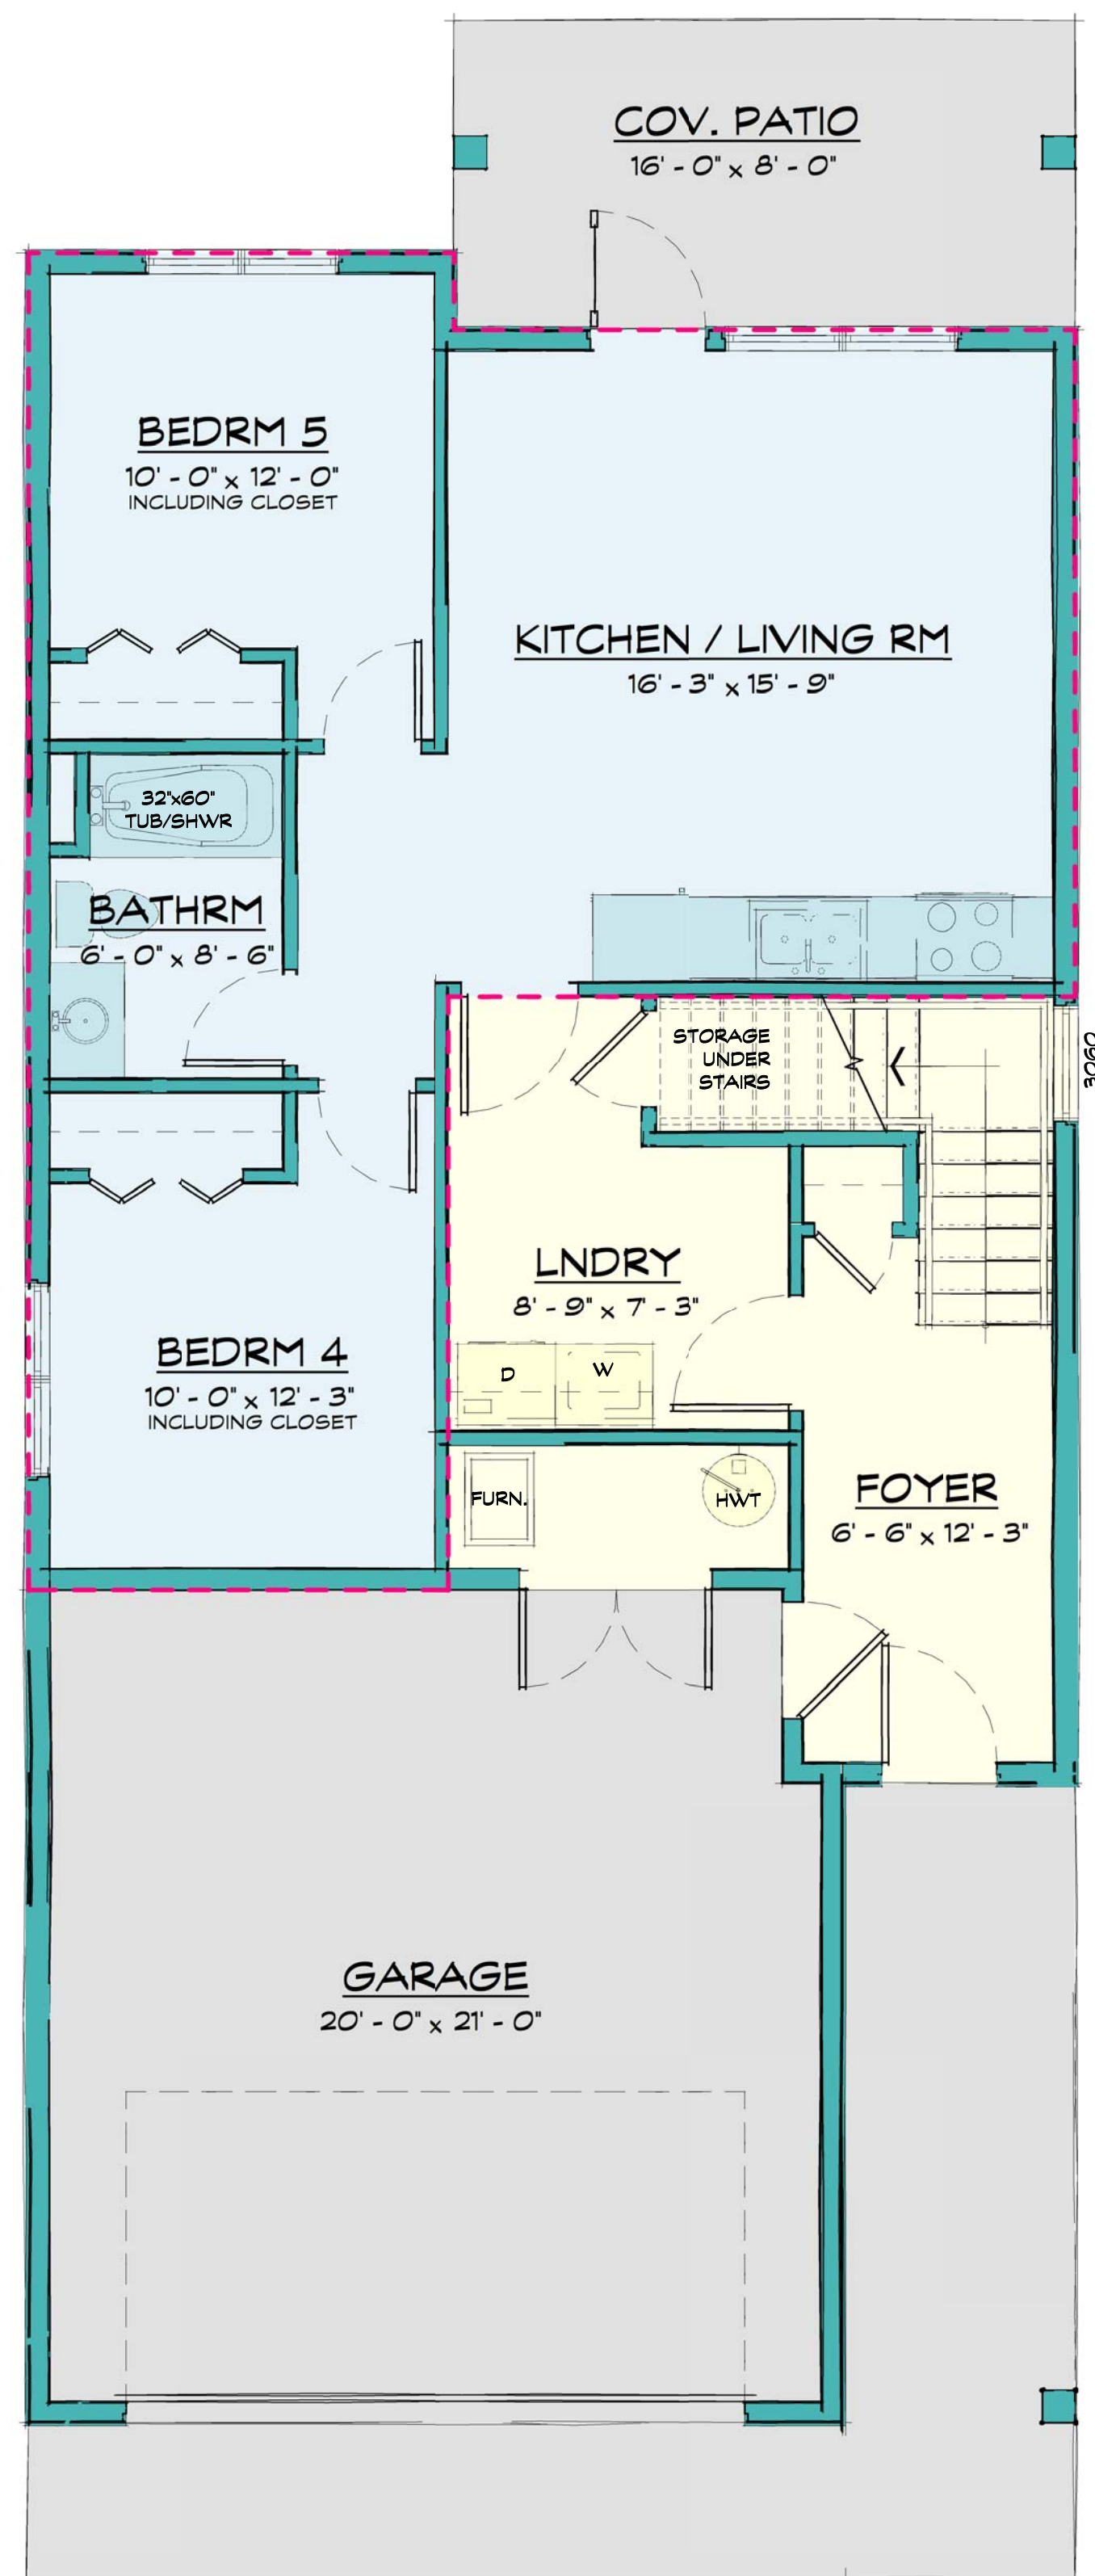 COV. PATIO
16' - 0" x 8' - 0"
BEDRM 5
10' - 0" x 12' - 0"
INCLUDING CLOSET
KITCHEN / LIVING RM
16' - 3" x 15' - 9"
32"x60"
TUB/SHWR
BATHRM
6' - 0" x 8' - 6"
STORAGE
UNDER
STAIRS
3060
LNDRY
8' - 9" x 7' - 3"
D
W
BEDRM 4
10' - 0" x 12' - 3"
INCLUDING CLOSET
FURN.
HWT
FOYER
6' - 6" x 12' - 3"
GARAGE
20' - 0" x 21' - 0"